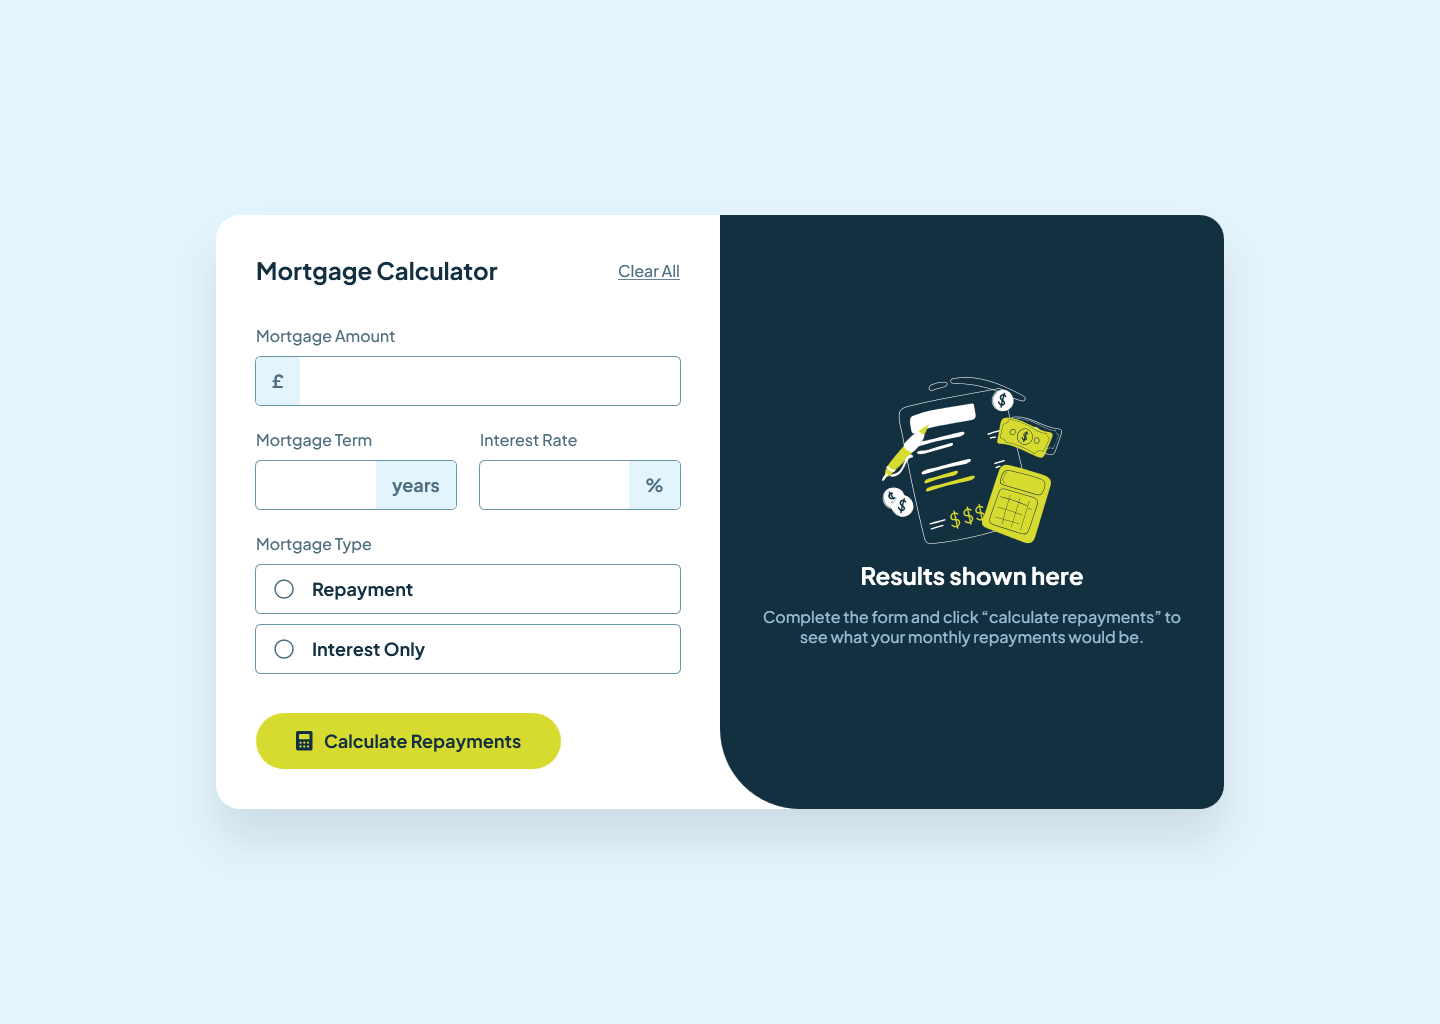 Mortgage Calculator
Clear All
Mortgage Amount
£
Mortgage Term
Interest Rate
years
%
Mortgage Type
Repayment
Interest Only
Calculate Repayments
$
$
$
$
$$$
Results shown here
Complete the form and click “calculate repayments” to
see what your monthly repayments would be.